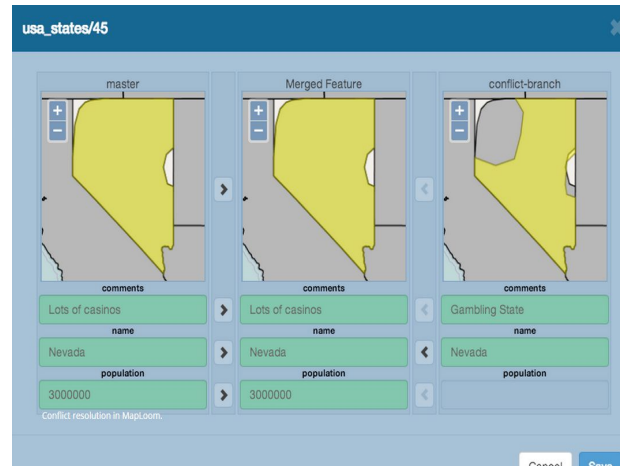 usa_states/45
master
Merged Feature
conflict-branch
+
−
+
−
+
−
comments
comments
comments
Lots of casinos
Lots of casinos
Gambling State
name
name
name
Nevada
Nevada
Nevada
population
population
population
3000000
3000000
Conflict resolution in MapLoom.
Cancel
Save